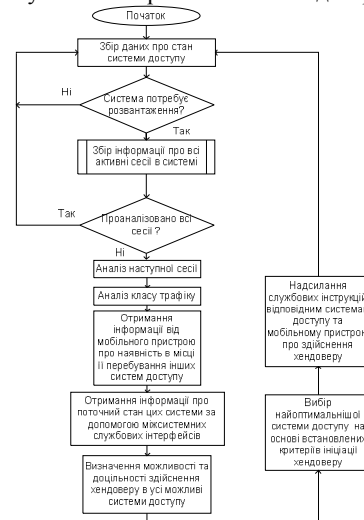 Початок
Збір даних про стан
системи доступу
Ні
Система потребує
розвантаження?
Так
Збір інформації про всі
активні сесії в системі
Так
Проаналізовано всі
сесії ?
Ні
Аналіз наступної сесії
Аналіз класу трафіку
Отримання
інформації від
мобільного пристрою
про наявність в місці
ІІ перебування інших
систем доступу
Отримання інформації про
поточний стан цих системи за
допомогою міжсистемних
службових інтерфейсів
Визначення можливості та
доцільності здійснення
хендоверу в усі можливі
системи доступу
Надсилання
службових інструкцій
відповідним система
доступу та
мобільному пристрою
про здійснення
хендоверу
Вибір
найоптимальнішої
системи доступу на
основі встановлених
критеріїв ініціації
хендоверу